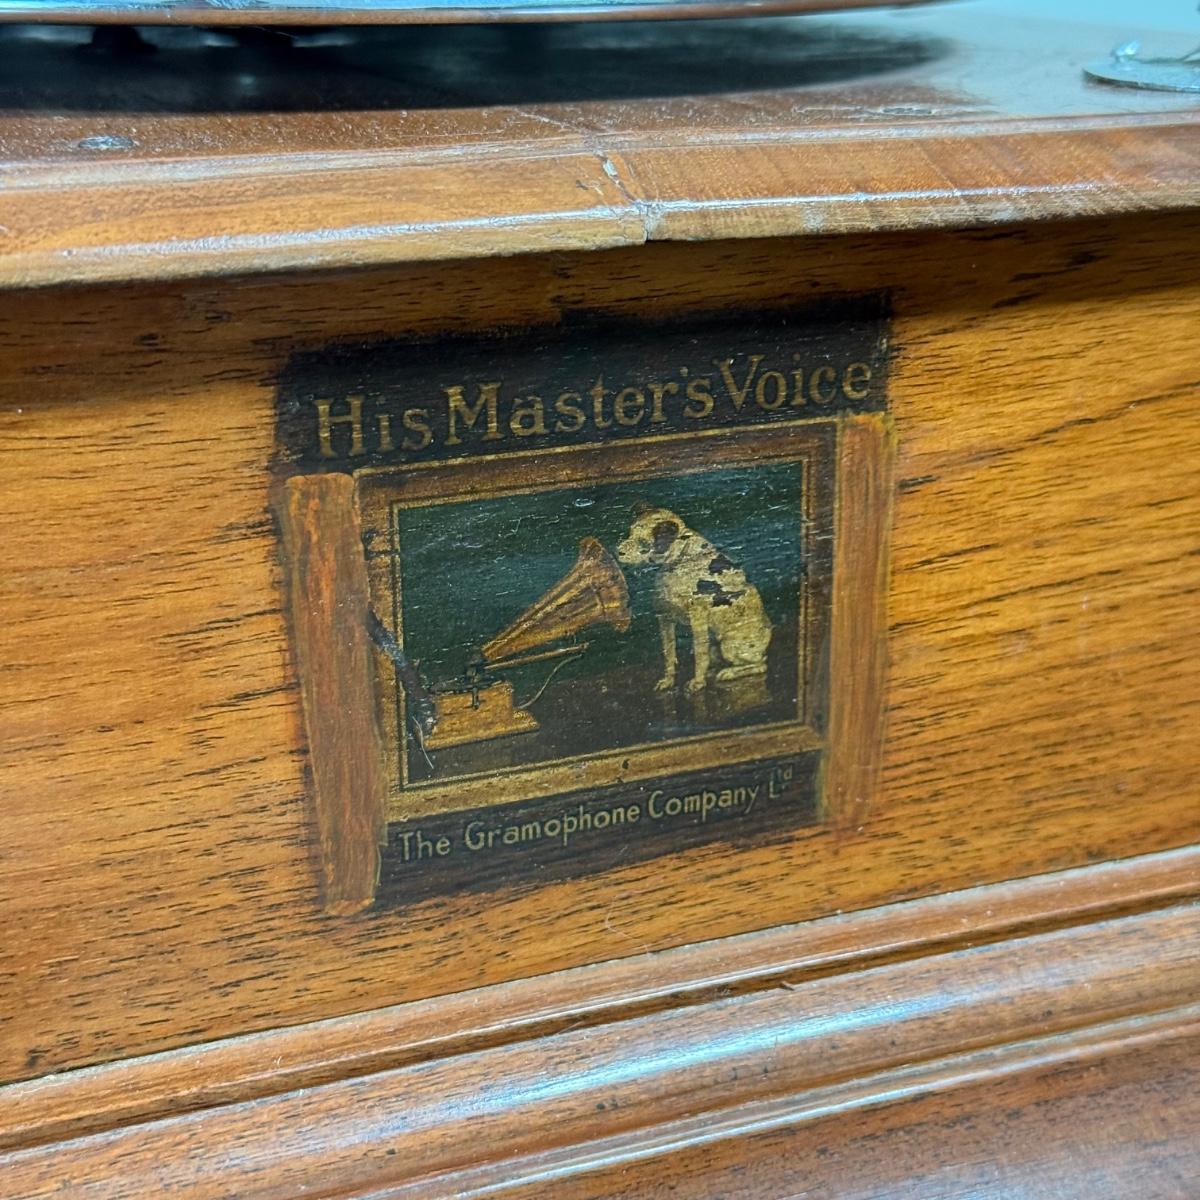 His Master's Voice
The Gramophone Company Ltd